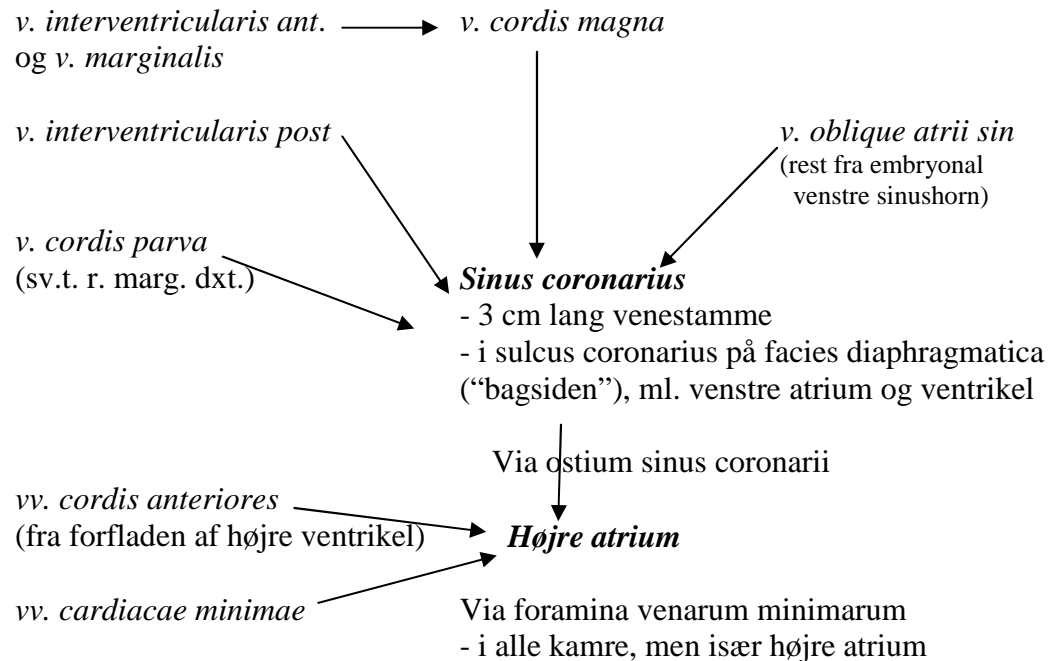 v. interventricularis ant.
og v. marginalis
v. cordis magna
v. interventricularis post
v. oblique atrii sin
(rest fra embryonal
venstre sinushorn)
v. cordis parva
(sv.t. r. marg. dxt.)
Sinus coronarius
- 3 cm lang venestamme
- i sulcus coronarius på facies diaphragmatica
(“bagsiden”), ml. venstre atrium og ventrikel
Via ostium sinus coronarii
vv. cordis anteriores
(fra forfladen af højre ventrikel)
Højre atrium
vv. cardiacae minimae
Via foramina venarum minimarum
- i alle kamre, men især højre atrium